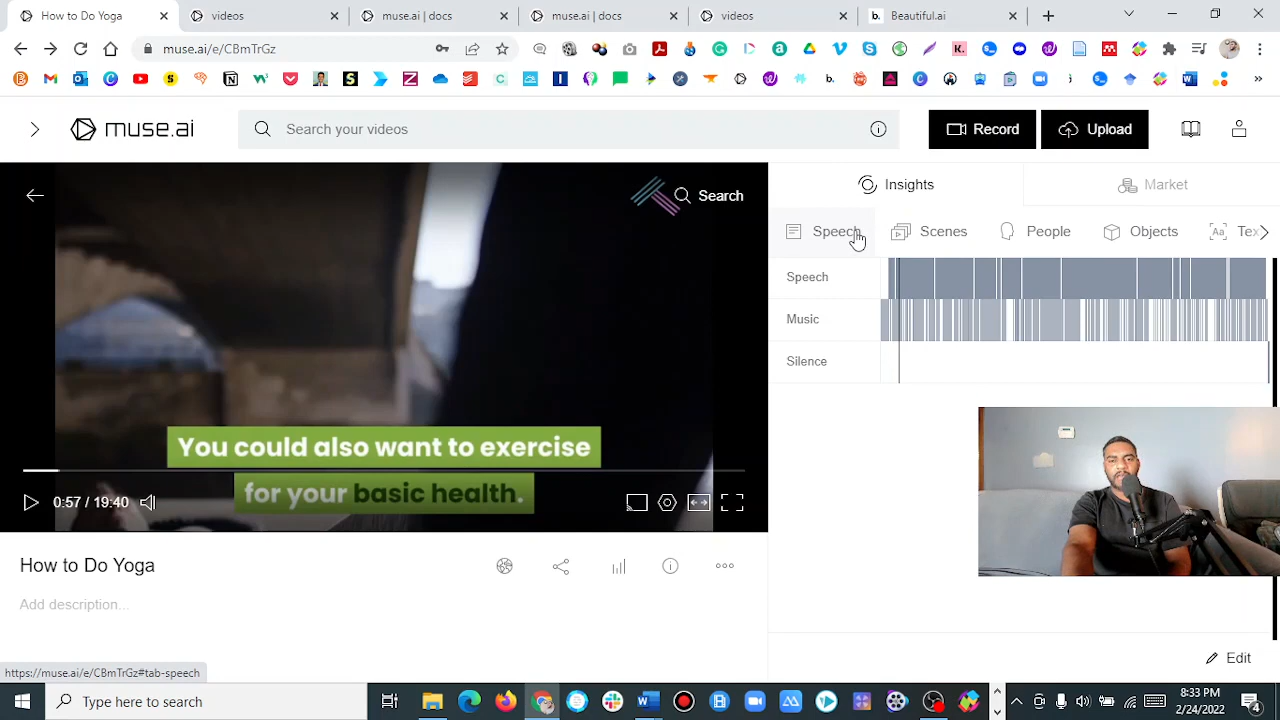 How to Do Yoga
videos
muse.ai | docs
muse.ai | docs
videos
b. Beautiful.ai
muse.ai/e/CBmTrGz
muse.ai
Search your videos
Record
Upload
Search
Insights
Market
Speech
Scenes
People
Objects
Aa Tex
Speech
Music
Silence
You could also want to exercise
for your basic health.
0:57 / 19:40
How to Do Yoga
Add description...
Edit
https://muse.ai/e/CBmTrGz#tab-speech
Type here to search
8:33 PM
2/24/2022
4